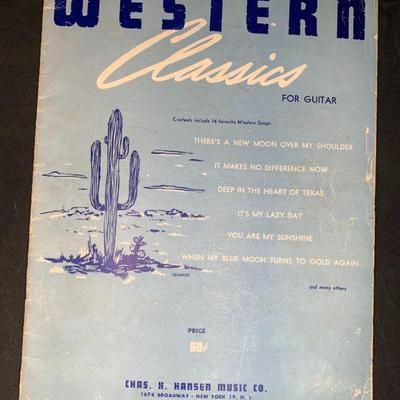 WESTERN
Classics
FOR GUITAR
Contents include 16 favorite Western Songs:
THERE'S A NEW MOON OVER MY SHOULDER
IT MAKES NO DIFFERENCE NOW
DEEP IN THE HEART OF TEXAS
IT'S MY LAZY DAY
YOU ARE MY SUNSHINE
WHEN MY BLUE MOON TURNS TO GOLD AGAIN
and many others
PRICE
60¢
CHAS. H. HANSEN MUSIC CO.
1674 BROADWAY • NEW YORK 19, N. Y.